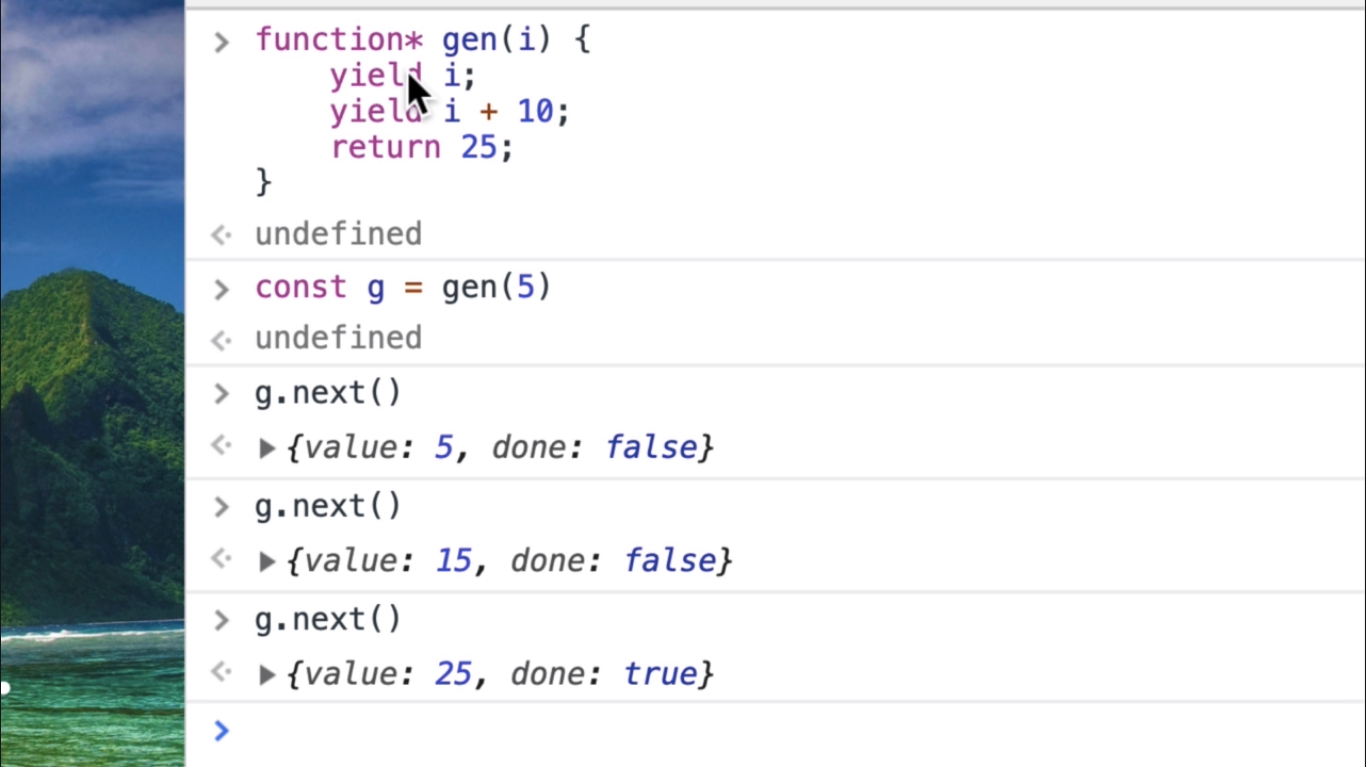 > function* gen(i) {
yield i;
yield i + 10;
return 25;
}
undefined
> const g = gen(5)
undefined
> g.next()
{value: 5, done: false}
> g.next()
{value: 15, done: false}
> g.next()
{value: 25, done: true}
>